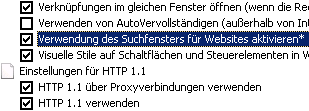 Verknüpfungen im gleichen Fenster öffnen (wenn die
Verwenden von AutoVervollständigen (außerhalb von
Verwendung des Suchfensters für Websites aktivieren*
Visuelle Stile auf Schaltflächen und Steuerelementen in
Einstellungen für HTTP 1.1
HTTP 1.1 über Proxyverbindungen verwenden
HTTP 1.1 verwenden